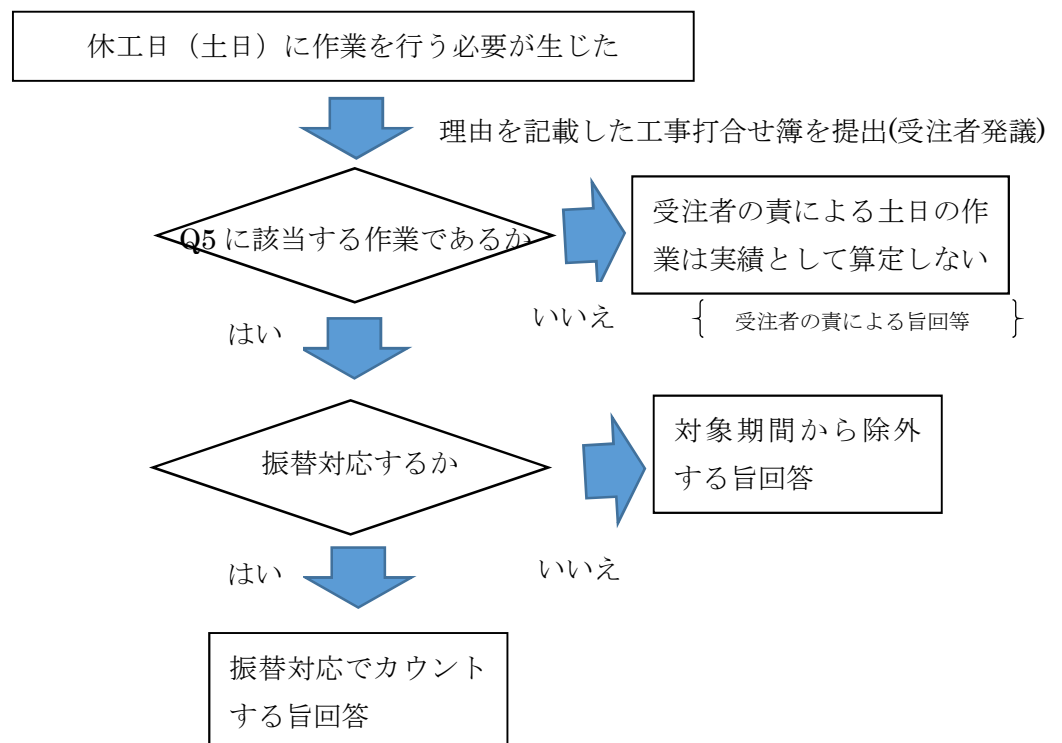 休工日（土日）に作業を行う必要が生じた
理由を記載した工事打合せ簿を提出(受注者発議)
Q5 に該当する作業であるか
受注者の責による土日の作
業は実績として算定しない
いいえ
受注者の責による旨回等
はい
振替対応するか
対象期間から除外
する旨回答
はい
いいえ
振替対応でカウント
する旨回答